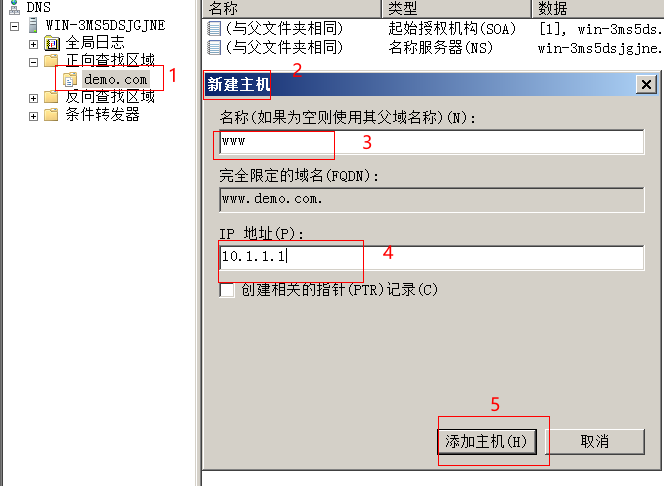 DNS
WIN-3MS5DSJGJNE
全局日志
正向查找区域
demo.com
1
反向查找区域
条件转发器
名称 类型 数据
(与父文件夹相同) 起始授权机构(SOA) [1], win-3ms5ds.
(与父文件夹相同) 名称服务器(NS) win-3ms5dsjgjne.
新建主机
2
名称(如果为空则使用其父域名称)(N):
www
3
完全限定的域名(FQDN):
www.demo.com.
IP 地址(P):
10.1.1.1
4
创建相关的指针(PTR)记录(C)
5
添加主机(H) 取消